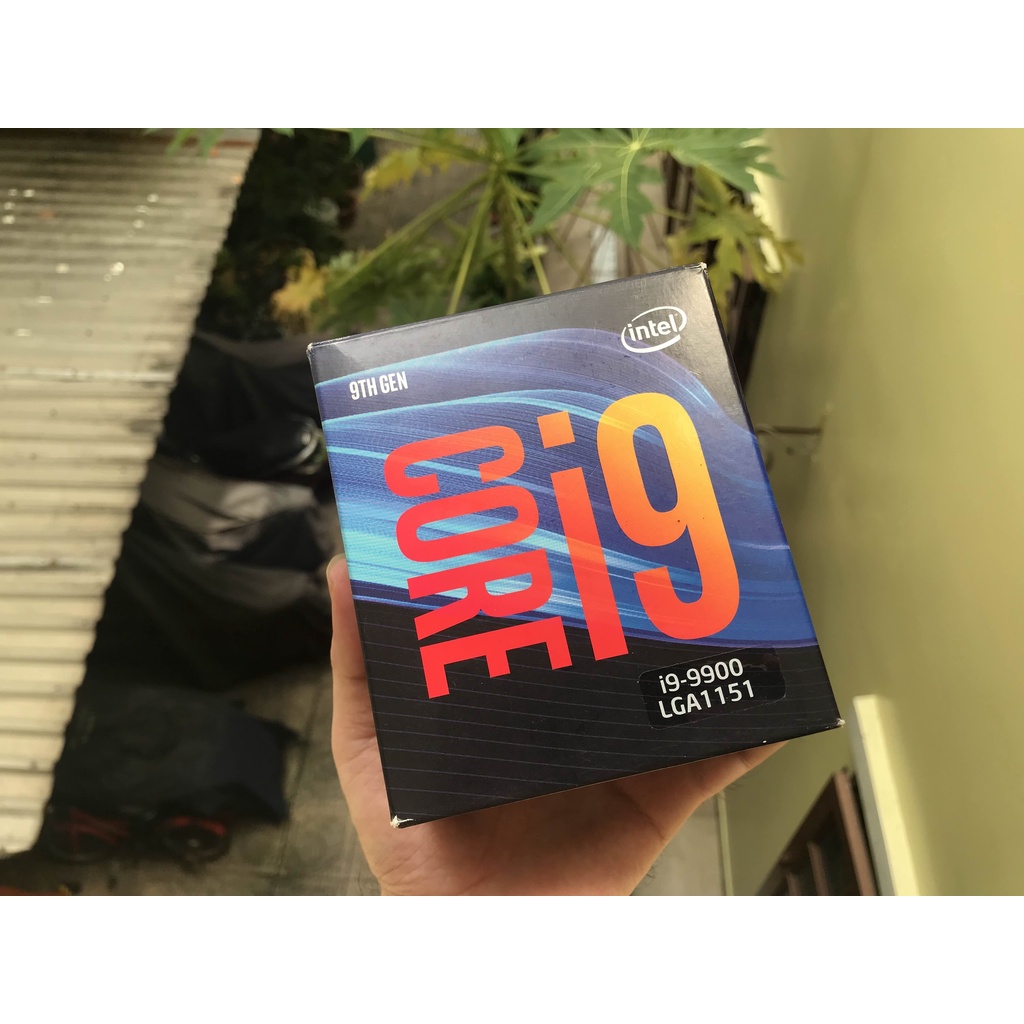 intel
9TH GEN
CORE i9
i9-9900
LGA1151